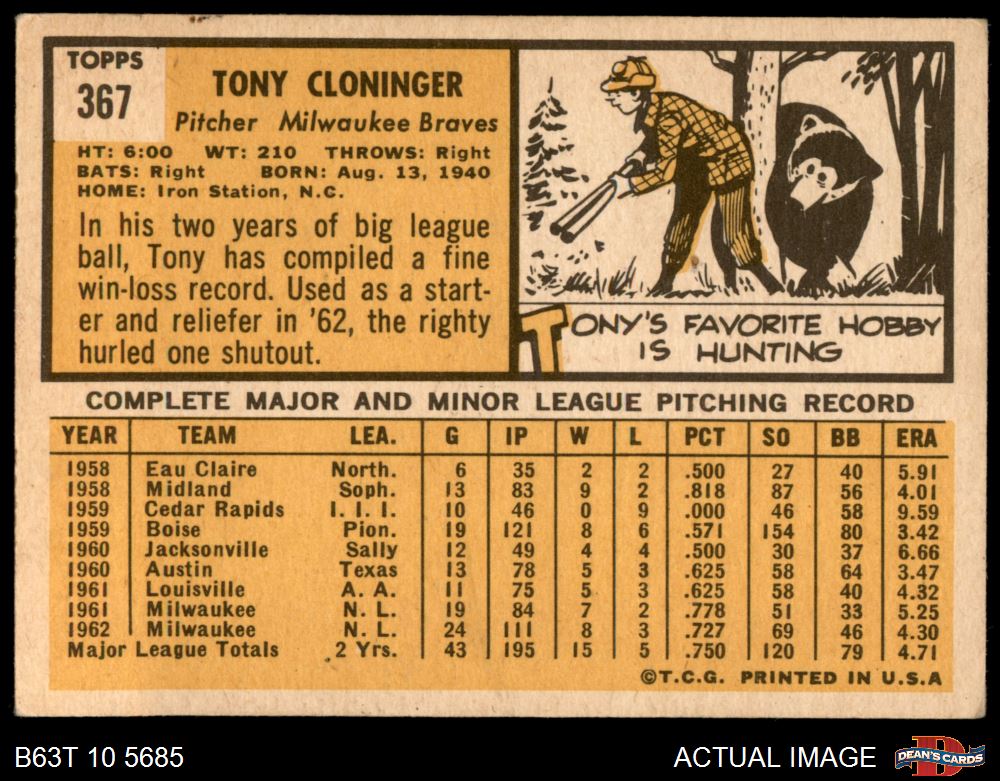 TOPPS
367
TONY CLONINGER
Pitcher Milwaukee Braves
HT: 6:00 WT: 210 THROWS: Right
BATS: Right BORN: Aug. 13, 1940
HOME: Iron Station, N.C.
In his two years of big league
ball, Tony has compiled a fine
win-loss record. Used as a start-
er and reliefer in '62, the righty
hurled one shutout.
TONY'S FAVORITE HOBBY
IS HUNTING
COMPLETE MAJOR AND MINOR LEAGUE PITCHING RECORD
YEAR TEAM LEA. G IP W L PCT SO BB ERA
1958 Eau Claire North. 6 35 2 2 .500 27 40 5.91
1958 Midland Soph. 13 83 9 2 .818 87 56 4.01
1959 Cedar Rapids I. I. I. 10 46 0 9 .000 46 58 9.59
1959 Boise Pion. 19 121 8 6 .571 154 80 3.42
1960 Jacksonville Sally 12 49 4 4 .500 30 37 6.66
1960 Austin Texas 13 78 5 3 .625 58 64 3.47
1961 Louisville A. A. 11 75 5 3 .625 58 40 4.32
1961 Milwaukee N. L. 19 84 7 2 .778 51 33 5.25
1962 Milwaukee N. L. 24 111 8 3 .727 69 46 4.30
Major League Totals 2 Yrs. 43 195 15 5 .750 120 79 4.71
©T.C.G. PRINTED IN U.S.A
B63T 10 5685
ACTUAL IMAGE
DEAN'S CARDS